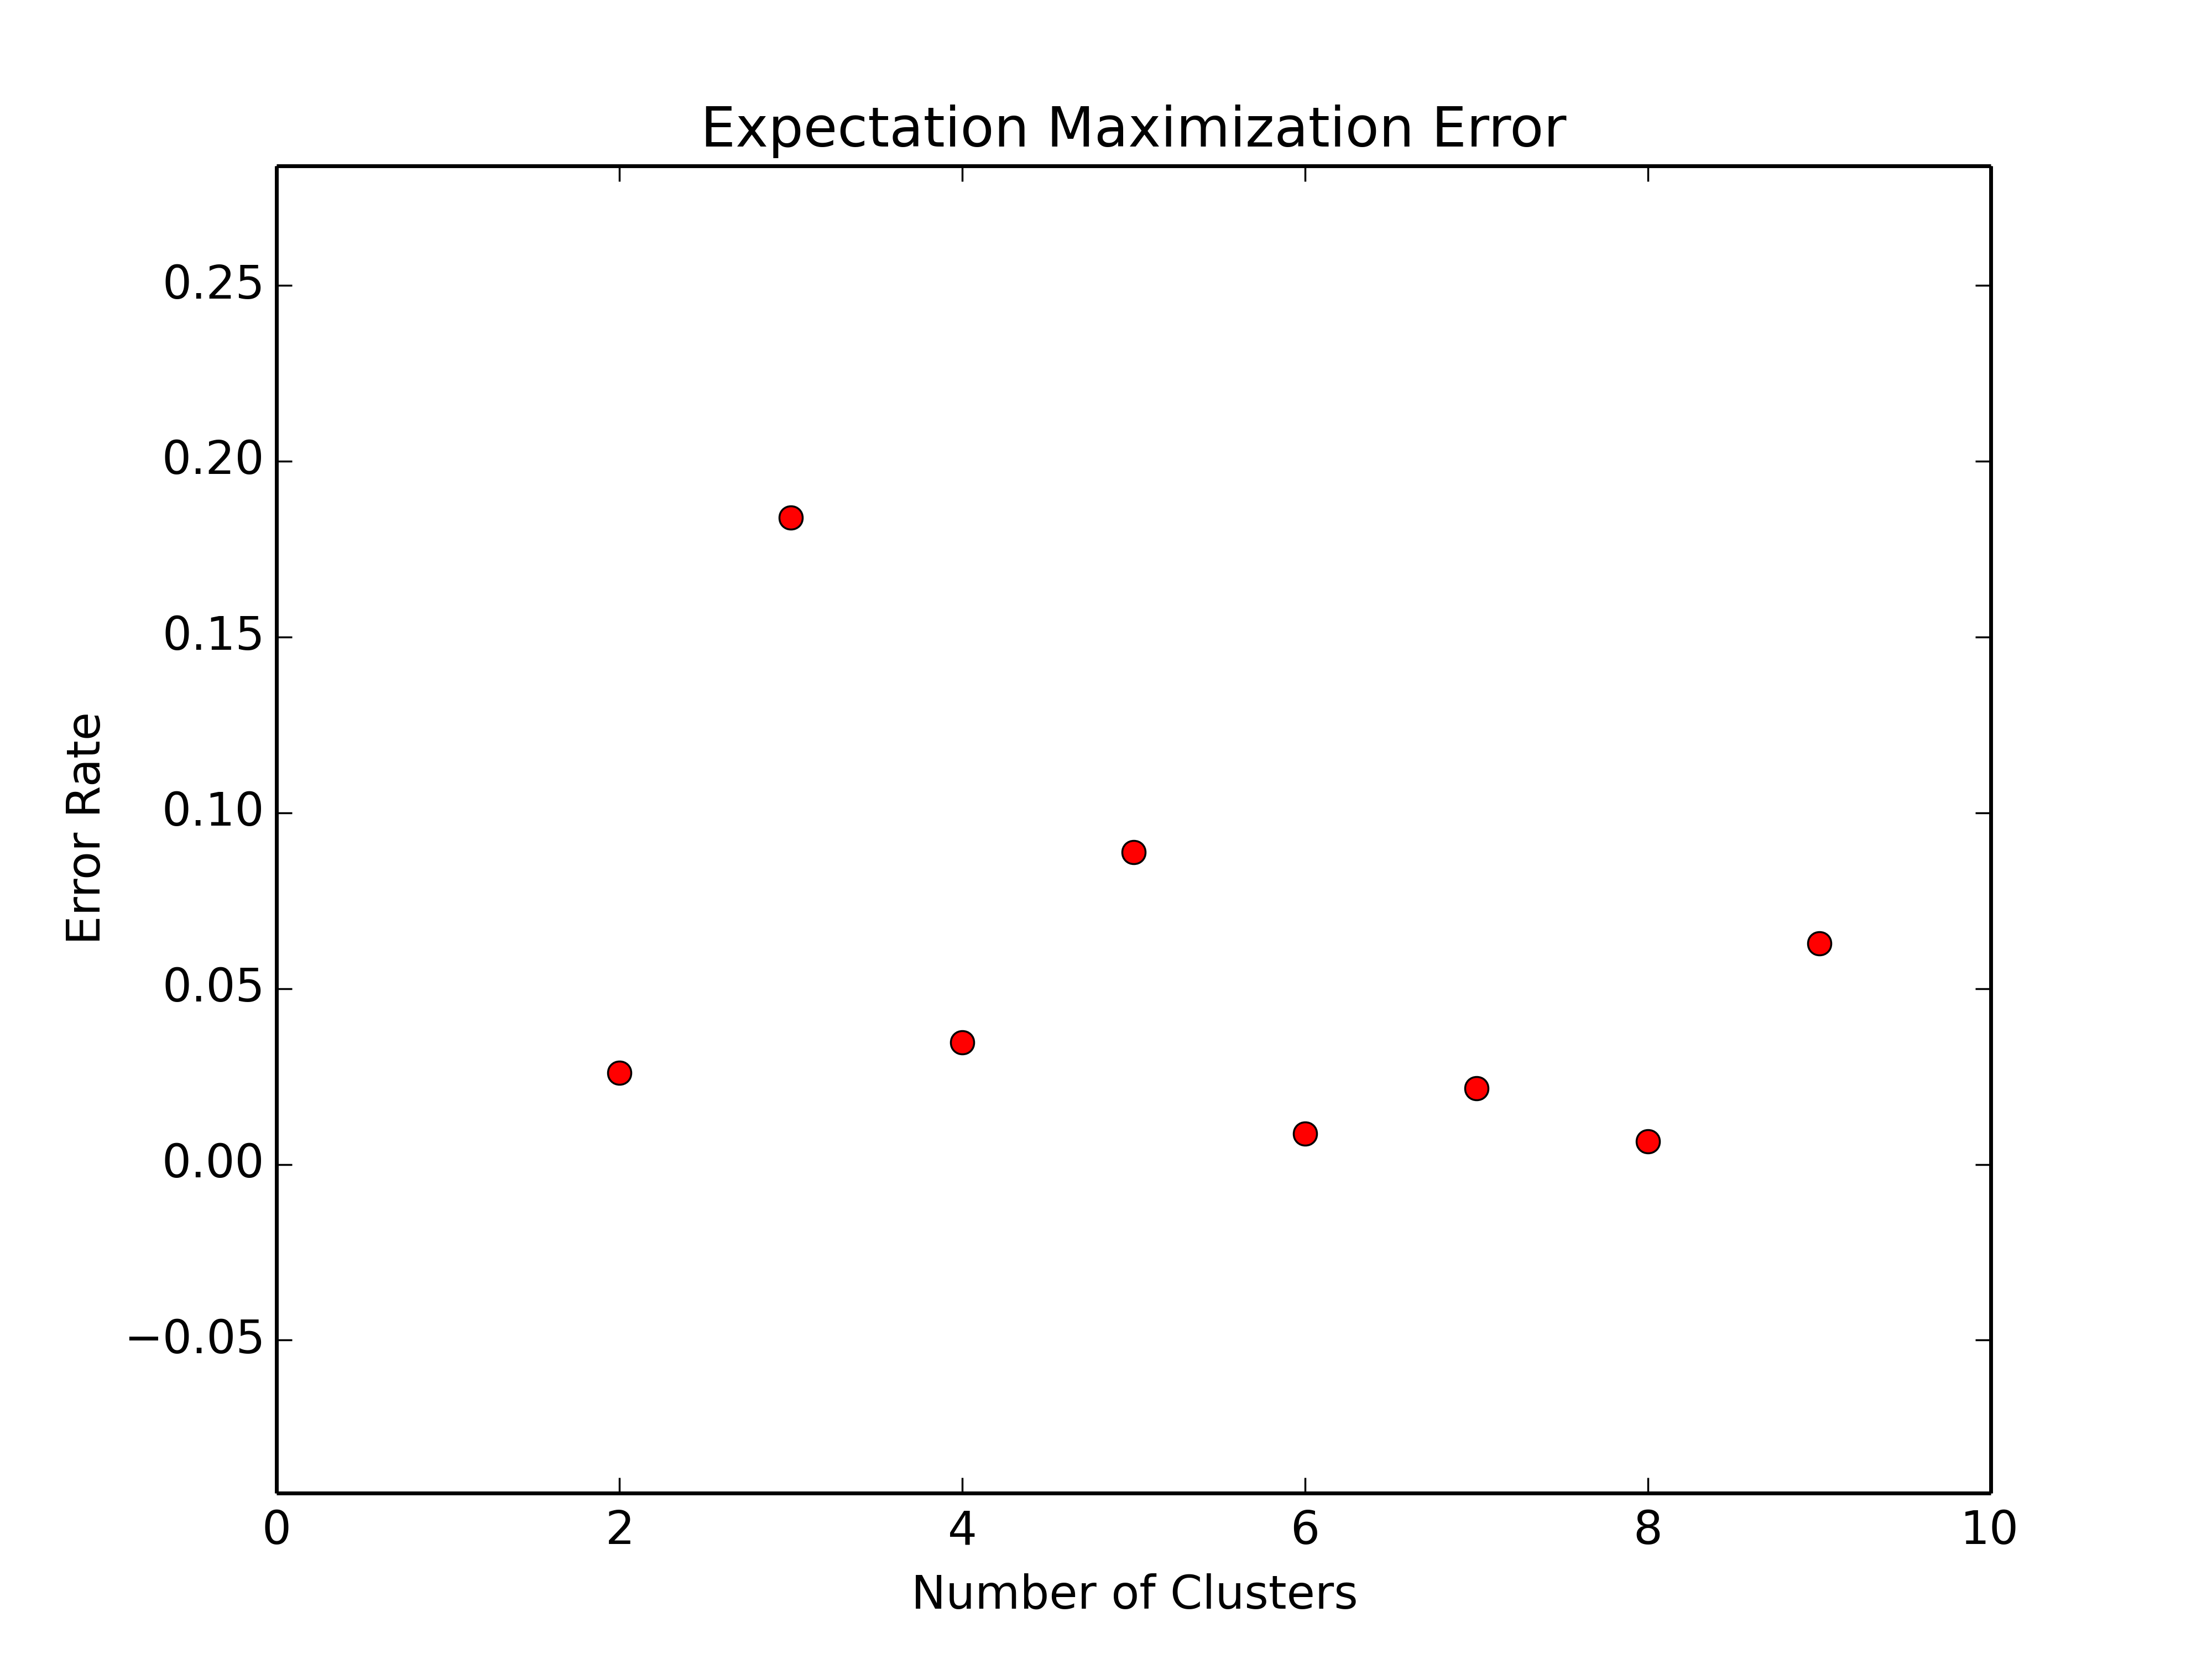 Expectation Maximization Error
0.25
0.20
0.15
0.10
0.05
0.00
−0.05
Error Rate
0 2 4 6 8 10
Number of Clusters